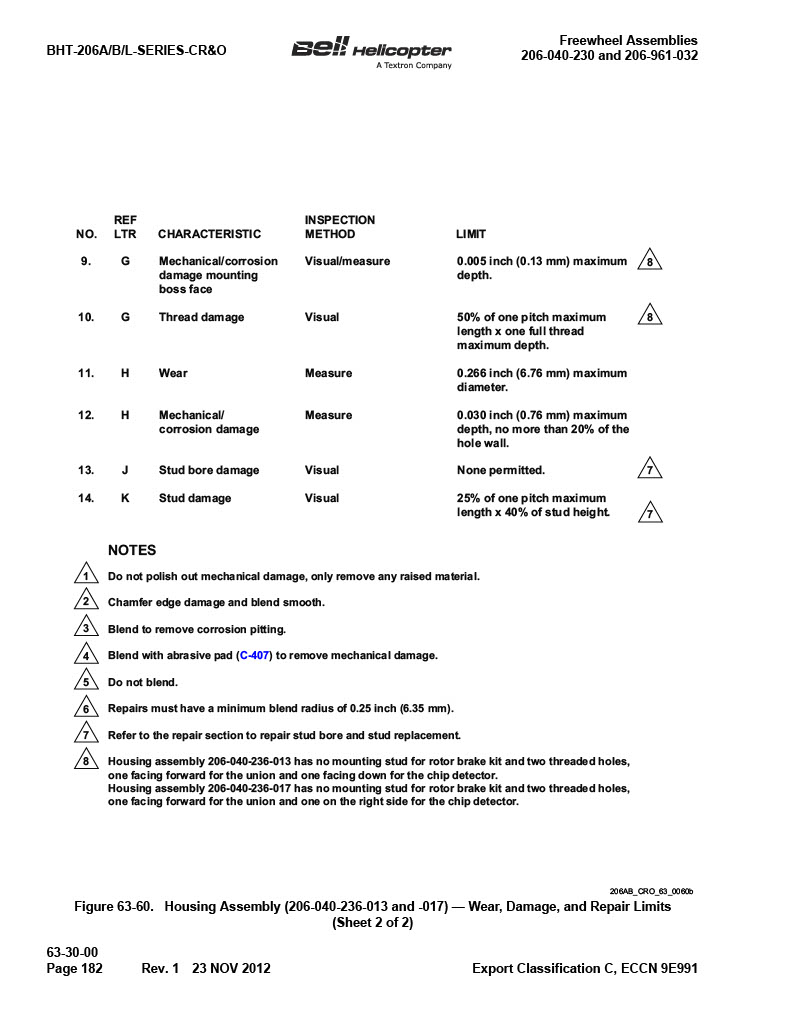 BHT-206A/B/L-SERIES-CR&O
Bell Helicopter
A Textron Company
Freewheel Assemblies
206-040-230 and 206-961-032
NO. REF LTR CHARACTERISTIC INSPECTION METHOD LIMIT
9. G Mechanical/corrosion Visual/measure 0.005 inch (0.13 mm) maximum 8
damage mounting depth.
boss face
10. G Thread damage Visual 50% of one pitch maximum 8
length x one full thread
maximum depth.
11. H Wear Measure 0.266 inch (6.76 mm) maximum
diameter.
12. H Mechanical/ Measure 0.030 inch (0.76 mm) maximum
corrosion damage depth, no more than 20% of the
hole wall.
13. J Stud bore damage Visual None permitted. 7
14. K Stud damage Visual 25% of one pitch maximum
length x 40% of stud height. 7
NOTES
1 Do not polish out mechanical damage, only remove any raised material.
2 Chamfer edge damage and blend smooth.
3 Blend to remove corrosion pitting.
4 Blend with abrasive pad (C-407) to remove mechanical damage.
5 Do not blend.
6 Repairs must have a minimum blend radius of 0.25 inch (6.35 mm).
7 Refer to the repair section to repair stud bore and stud replacement.
8 Housing assembly 206-040-236-013 has no mounting stud for rotor brake kit and two threaded holes,
one facing forward for the union and one facing down for the chip detector.
Housing assembly 206-040-236-017 has no mounting stud for rotor brake kit and two threaded holes,
one facing forward for the union and one on the right side for the chip detector.
206AB_CRO_63_0060b
Figure 63-60. Housing Assembly (206-040-236-013 and -017) — Wear, Damage, and Repair Limits
(Sheet 2 of 2)
63-30-00
Page 182 Rev. 1 23 NOV 2012 Export Classification C, ECCN 9E991